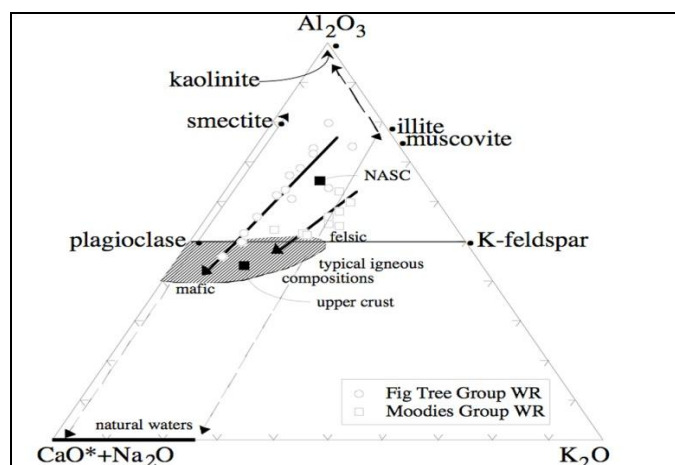 Al₂O₃
kaolinite
smectite
illite
muscovite
NASC
plagioclase
felsic
K-feldspar
typical igneous
compositions
mafic
upper crust
Fig Tree Group WR
Moodies Group WR
natural waters
CaO*+Na₂O
K₂O